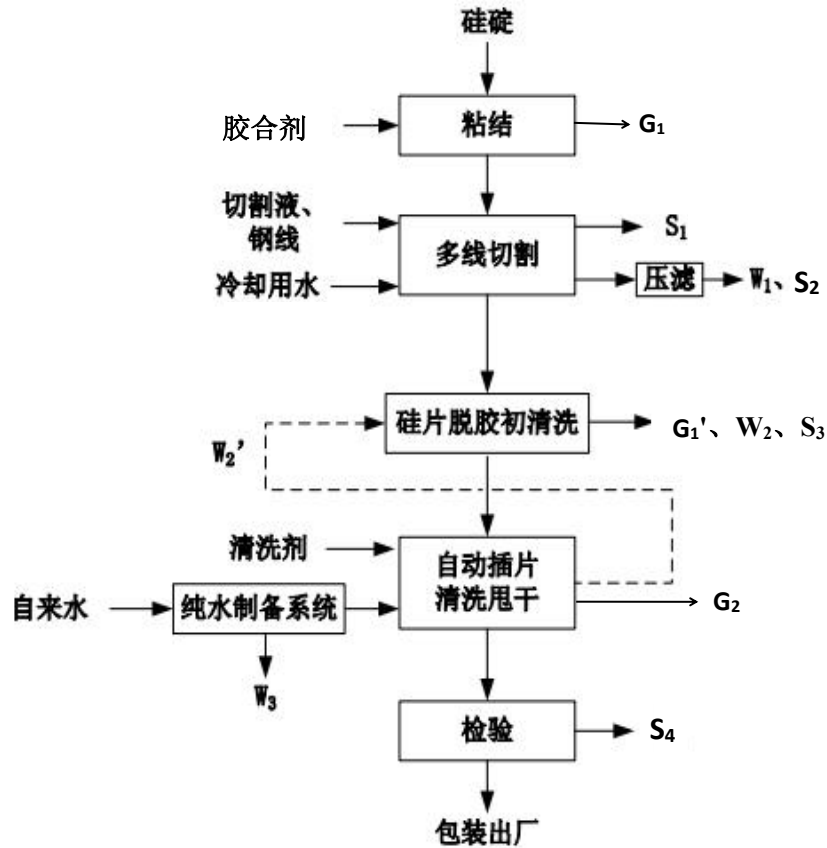 硅碇
胶合剂
粘结
G₁
切割液、
钢线
冷却用水
多线切割
S₁
压滤
W₁、S₂
硅片脱胶初清洗
G₁'、W₂、S₃
W₂'
清洗剂
自动插片
清洗甩干
自来水
纯水制备系统
G₂
W₃
检验
S₄
包装出厂